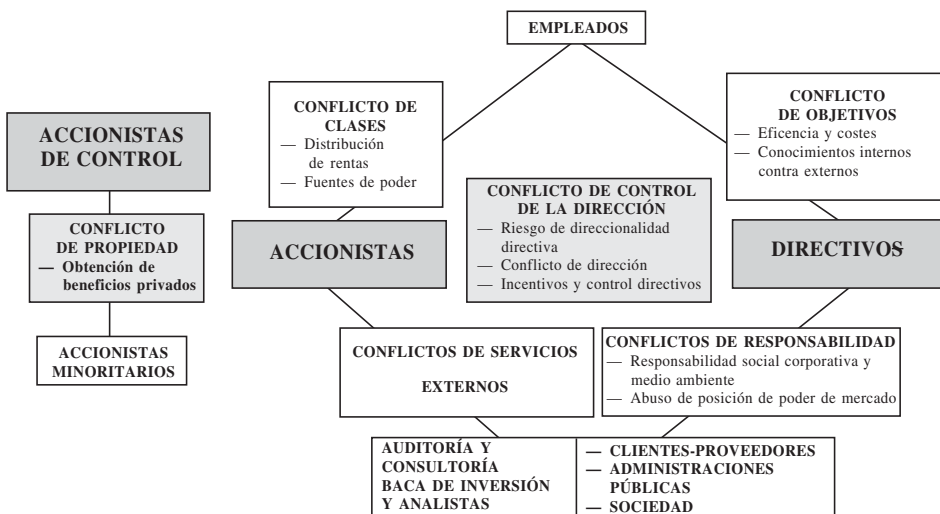 EMPLEADOS
CONFLICTO DE
CLASES
— Distribución
de rentas
— Fuentes de poder
CONFLICTO
DE OBJETIVOS
— Eficencia y costes
— Conocimientos internos
contra externos
ACCIONISTAS
DE CONTROL
CONFLICTO
DE PROPIEDAD
— Obtención de
beneficios privados
ACCIONISTAS
MINORITARIOS
ACCIONISTAS
CONFLICTO DE CONTROL
DE LA DIRECCIÓN
— Riesgo de direccionalidad
directiva
— Conflicto de dirección
— Incentivos y control directivos
DIRECTIVOS
CONFLICTOS DE SERVICIOS
EXTERNOS
CONFLICTOS DE RESPONSABILIDAD
— Responsabilidad social corporativa y
medio ambiente
— Abuso de posición de poder de mercado
AUDITORÍA Y
CONSULTORÍA
BACA DE INVERSIÓN
Y ANALISTAS
— CLIENTES-PROVEEDORES
— ADMINISTRACIONES
PÚBLICAS
— SOCIEDAD